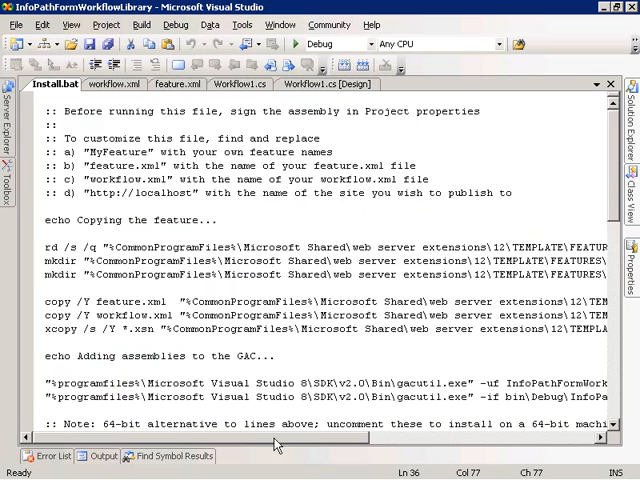 InfoPathFormWorkflowLibrary - Microsoft Visual Studio
File Edit View Project Build Debug Data Tools Window Community Help
Debug Any CPU
Install.bat workflow.xml feature.xml Workflow1.cs Workflow1.cs [Design]
Server Explorer
Toolbox
Solution Explorer
Class View
Properties
:: Before running this file, sign the assembly in Project properties
::
:: To customize this file, find and replace
:: a) "MyFeature" with your own feature names
:: b) "feature.xml" with the name of your feature.xml file
:: c) "workflow.xml" with the name of your workflow.xml file
:: d) "http://localhost" with the name of the site you wish to publish to
echo Copying the feature...
rd /s /q "%CommonProgramFiles%\Microsoft Shared\web server extensions\12\TEMPLATE\FEATUR
mkdir "%CommonProgramFiles%\Microsoft Shared\web server extensions\12\TEMPLATE\FEATURES\
mkdir "%CommonProgramFiles%\Microsoft Shared\web server extensions\12\TEMPLATE\FEATURES\
copy /Y feature.xml "%CommonProgramFiles%\Microsoft Shared\web server extensions\12\TEM
copy /Y workflow.xml "%CommonProgramFiles%\Microsoft Shared\web server extensions\12\TEM
xcopy /s /Y *.xsn "%CommonProgramFiles%\Microsoft Shared\web server extensions\12\TEMPLA
echo Adding assemblies to the GAC...
"%programfiles%\Microsoft Visual Studio 8\SDK\v2.0\Bin\gacutil.exe" -uf InfoPathFormWork
"%programfiles%\Microsoft Visual Studio 8\SDK\v2.0\Bin\gacutil.exe" -if bin\Debug\InfoPa
:: Note: 64-bit alternative to lines above; uncomment these to install on a 64-bit machi
Error List Output Find Symbol Results
Ready Ln 36 Col 77 Ch 77 INS